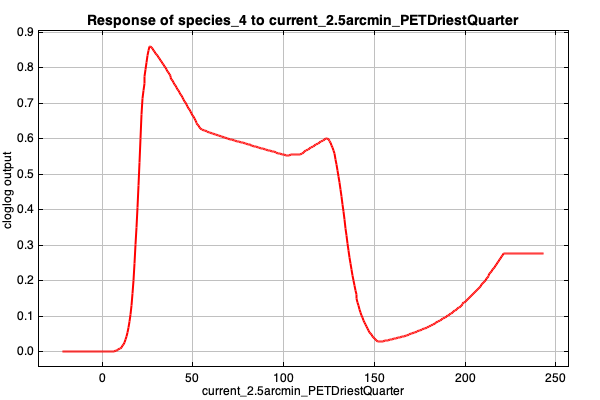 Response of species_4 to current_2.5arcmin_PETDriestQuarter
0.9
0.8
0.7
0.6
0.5
0.4
0.3
0.2
0.1
0.0
cloglog output
0 50 100 150 200 250
current_2.5arcmin_PETDriestQuarter